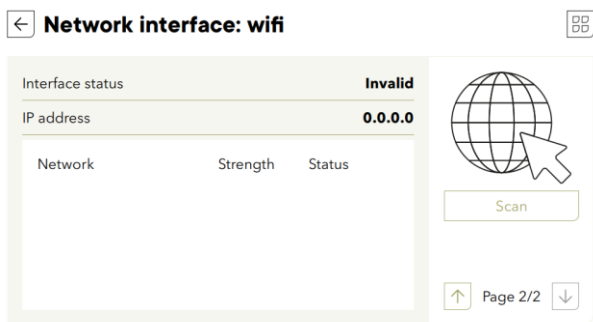 Network interface: wifi
Interface status Invalid
IP address 0.0.0.0
Network Strength Status
Scan
Page 2/2